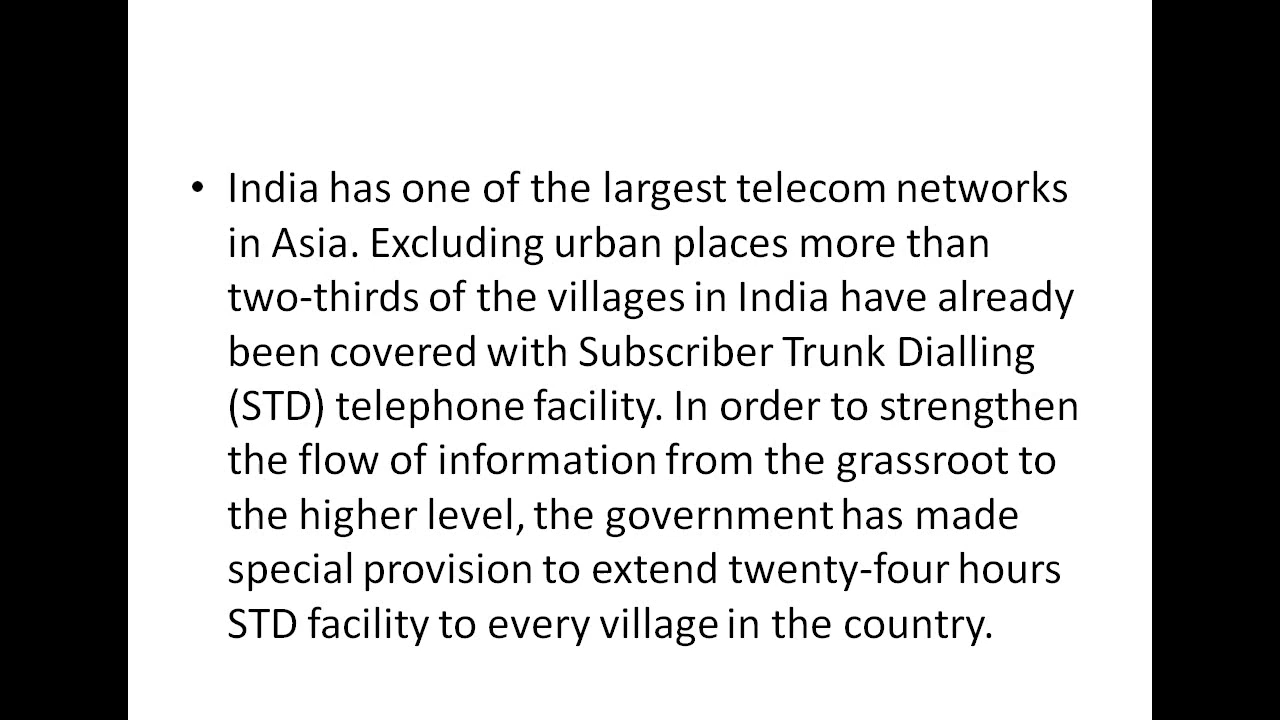 • India has one of the largest telecom networks
in Asia. Excluding urban places more than
two-thirds of the villages in India have already
been covered with Subscriber Trunk Dialling
(STD) telephone facility. In order to strengthen
the flow of information from the grassroot to
the higher level, the government has made
special provision to extend twenty-four hours
STD facility to every village in the country.